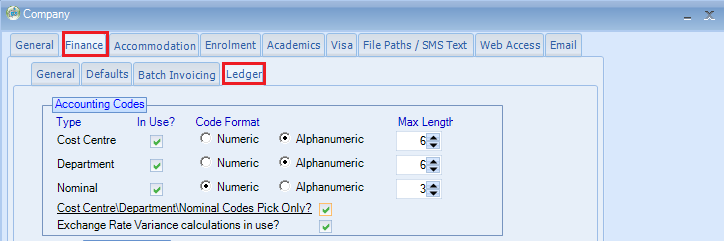 Company
General Finance Accommodation Enrolment Academics Visa File Paths / SMS Text Web Access Email
General Defaults Batch Invoicing Ledger
Accounting Codes
Type In Use? Code Format Max Length
Cost Centre Numeric Alphanumeric 6
Department Numeric Alphanumeric 6
Nominal Numeric Alphanumeric 3
Cost Centre\Department\Nominal Codes Pick Only?
Exchange Rate Variance calculations in use?